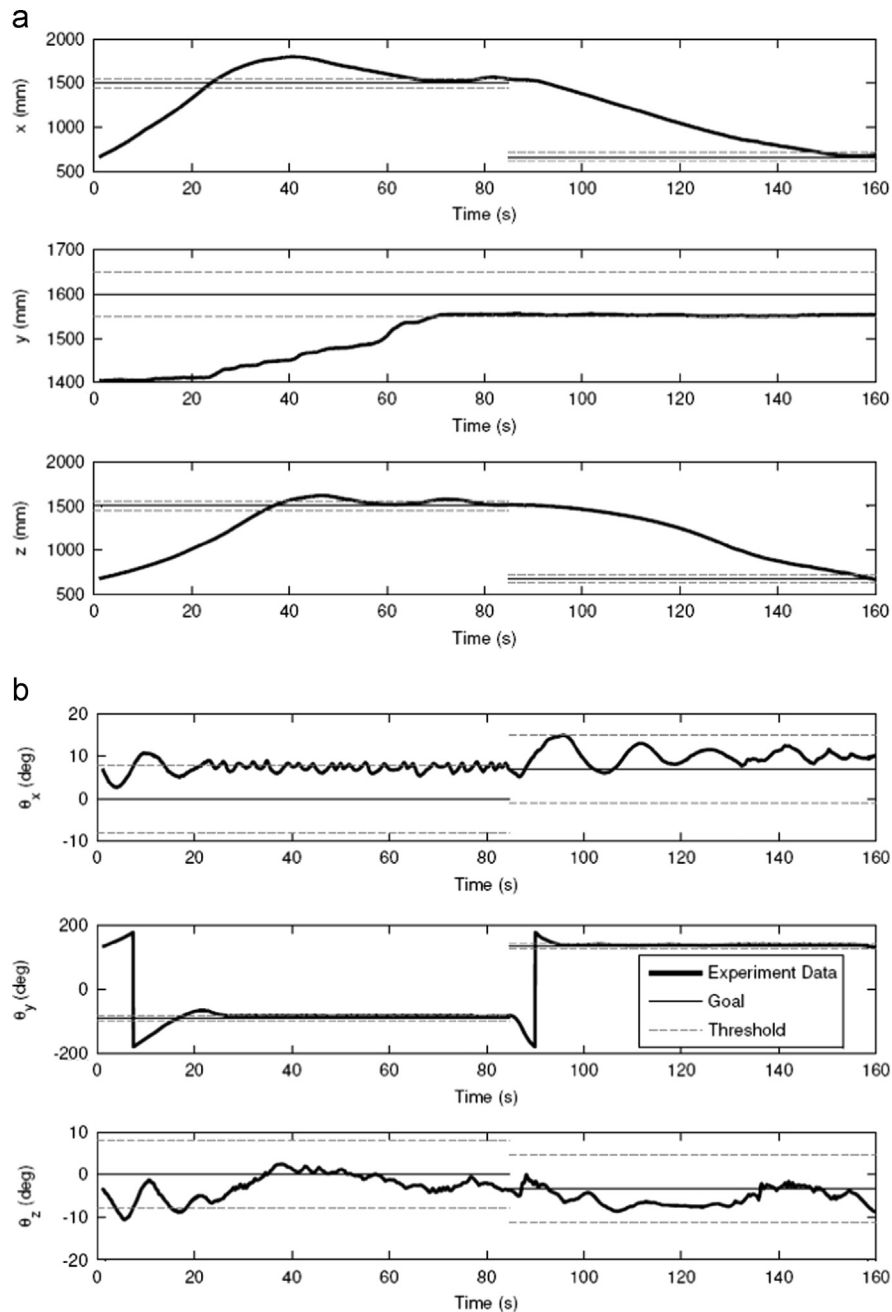 a
2000
1500
1000
500
x (mm)
0 20 40 60 80 100 120 140 160
Time (s)
1700
1600
1500
1400
y (mm)
0 20 40 60 80 100 120 140 160
Time (s)
2000
1500
1000
500
z (mm)
0 20 40 60 80 100 120 140 160
Time (s)
b
20
10
0
-10
θx (deg)
0 20 40 60 80 100 120 140 160
Time (s)
200
0
-200
θy (deg)
Experiment Data
Goal
Threshold
0 20 40 60 80 100 120 140 160
Time (s)
10
0
-10
-20
θz (deg)
0 20 40 60 80 100 120 140 160
Time (s)